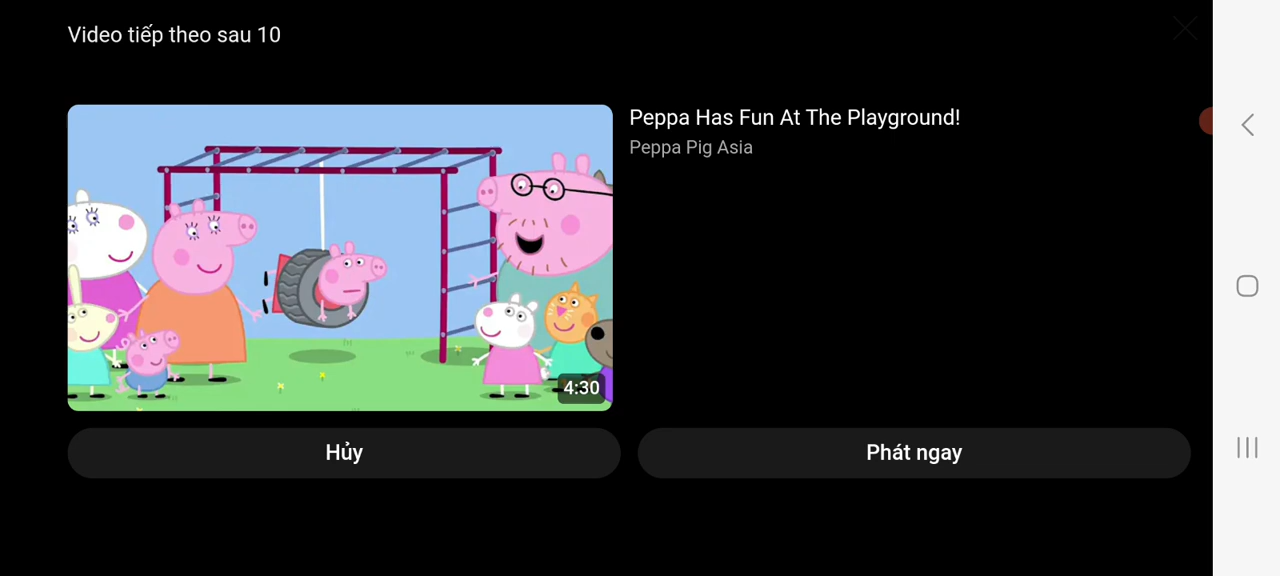 Video tiếp theo sau 10
Peppa Has Fun At The Playground!
Peppa Pig Asia
4:30
Hủy
Phát ngay